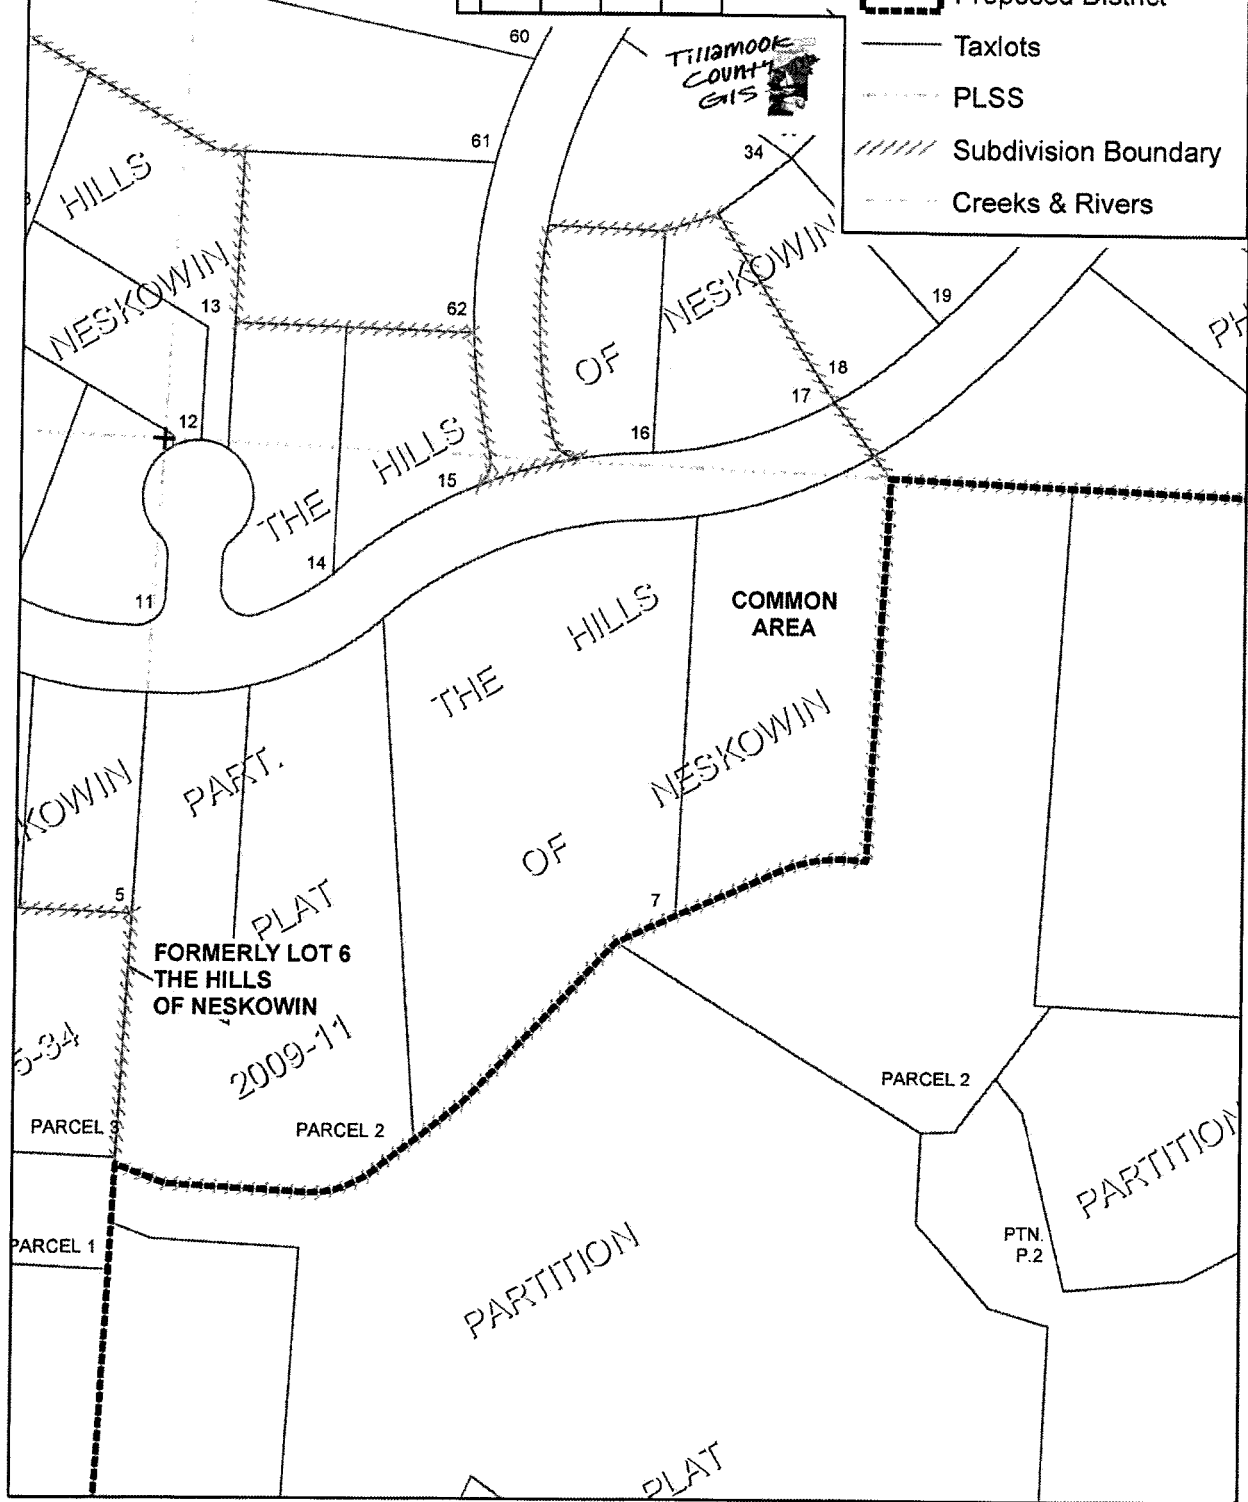 Proposed District
Taxlots
PLSS
Subdivision Boundary
Creeks & Rivers
Tillamook
County
GIS
60
61
34
HILLS
NESKOWIN
13
62
OF
NESKOWIN
19
18
17
16
12
HILLS
15
THE
14
11
COMMON
AREA
THE
HILLS
OF
NESKOWIN
KOWIN
PART.
PLAT
5
7
FORMERLY LOT 6
THE HILLS
OF NESKOWIN
5-34
2009-11
PARCEL 3
PARCEL 2
PARCEL 2
PARTITION
PARCEL 1
PTN.
P.2
PARTITION
PLAT